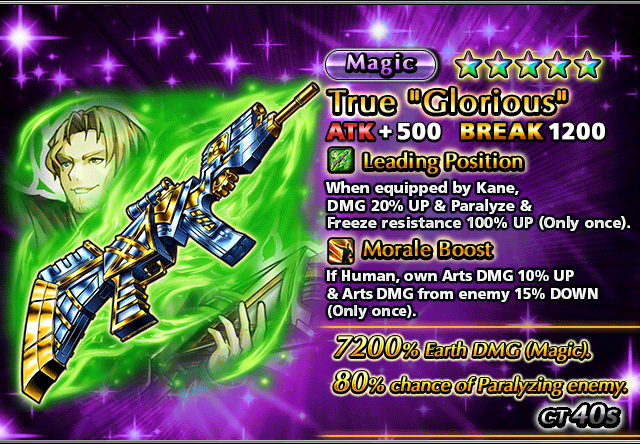 Magic
True "Glorious"
ATK+500 BREAK 1200
Leading Position
When equipped by Kane,
DMG 20% UP & Paralyze &
Freeze resistance 100% UP (Only once).
Morale Boost
If Human, own Arts DMG 10% UP
& Arts DMG from enemy 15% DOWN
(Only once).
7200% Earth DMG (Magic).
80% chance of Paralyzing enemy.
CT 40s